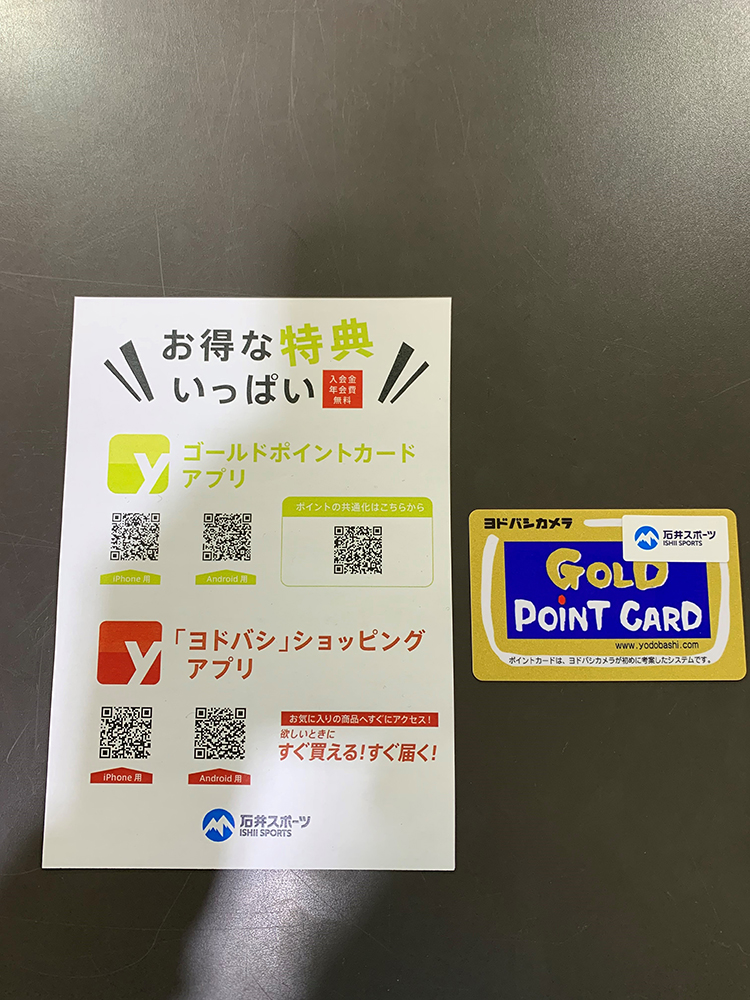 お得な特典
いっぱい
入会金
年会費
無料
y
ゴールドポイントカード
アプリ
ポイントの共通化はこちらから
iPhone用
Android用
y
「ヨドバシ」ショッピング
アプリ
お気に入りの商品へすぐにアクセス!
欲しいときに
すぐ買える!すぐ届く!
iPhone用
Android用
石井スポーツ
ISHII SPORTS
ヨドバシカメラ
石井スポーツ
ISHII SPORTS
GOLD
POiNT CARD
www.yodobashi.com
ポイントカードは、ヨドバシカメラが初めに考案したシステムです。